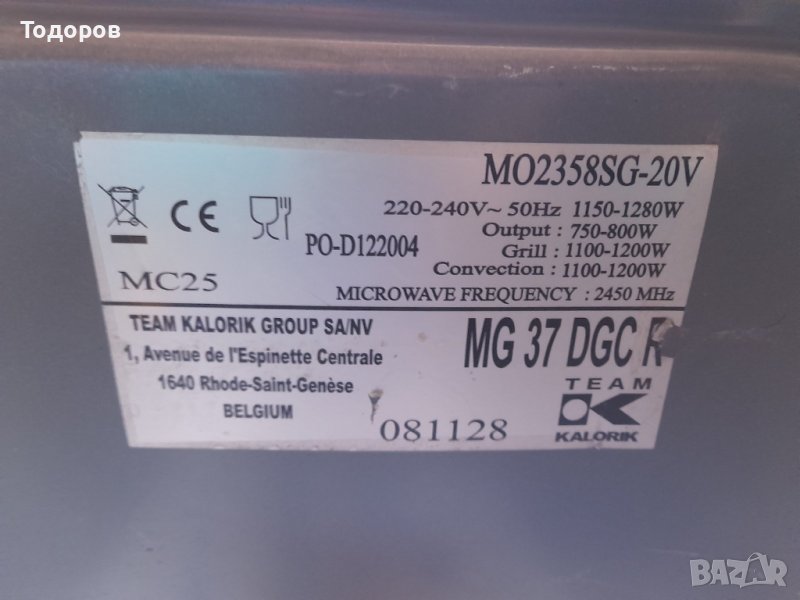 Тодоров
MO2358SG-20V
220-240V~ 50Hz 1150-1280W
Output : 750-800W
PO-D122004
Grill : 1100-1200W
Convection : 1100-1200W
MC25
MICROWAVE FREQUENCY : 2450 MHz
CE
TEAM KALORIK GROUP SA/NV
1, Avenue de l'Espinette Centrale
1640 Rhode-Saint-Genèse
BELGIUM
MG 37 DGC R
TEAM
K
KALORIK
081128
BAZAR